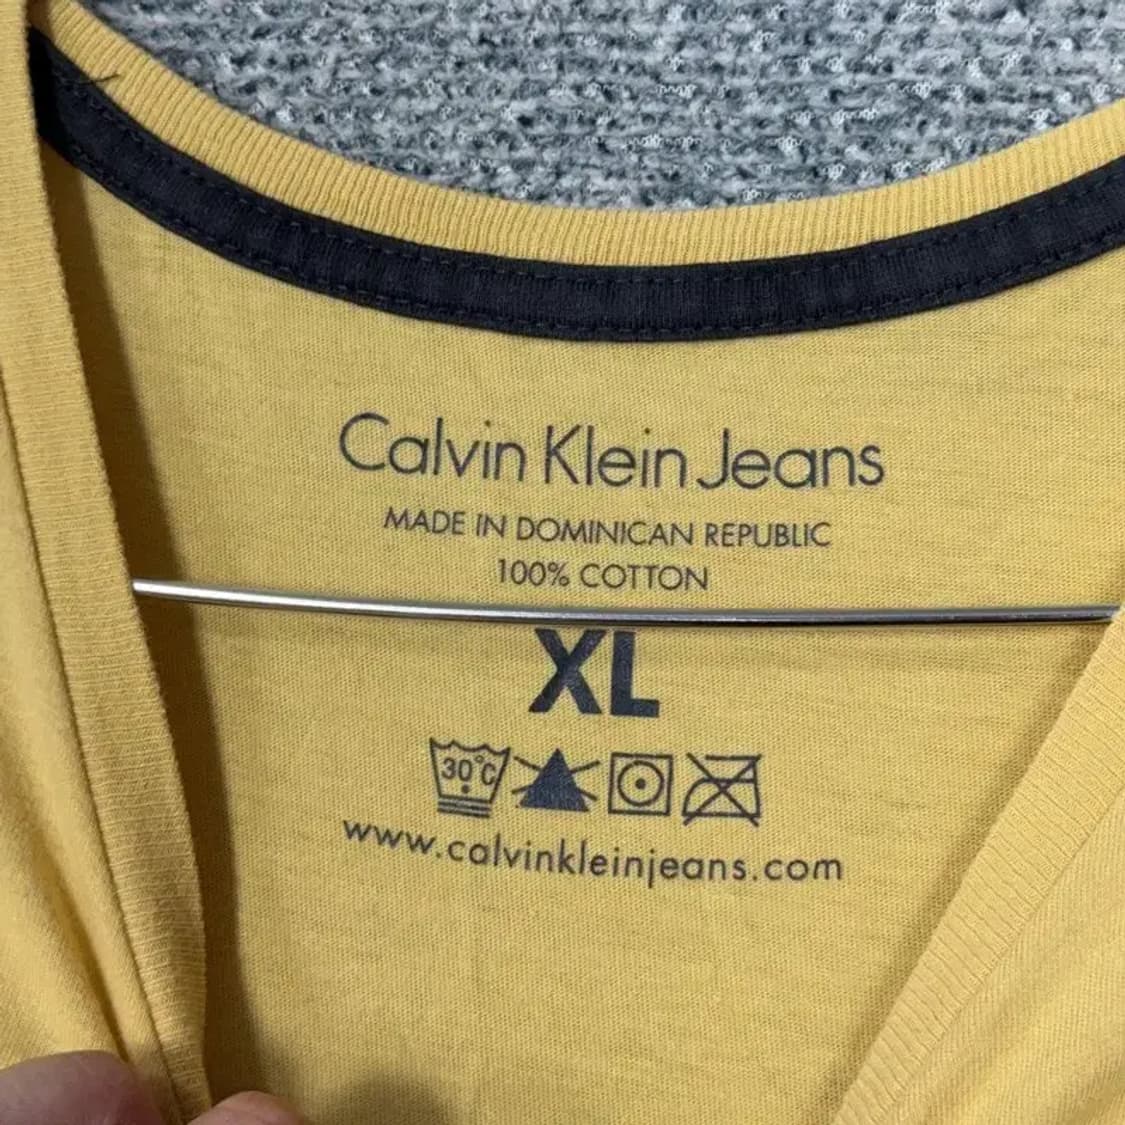 Calvin Klein Jeans
MADE IN DOMINICAN REPUBLIC
100% COTTON
XL
30°C
www.calvinkleinjeans.com